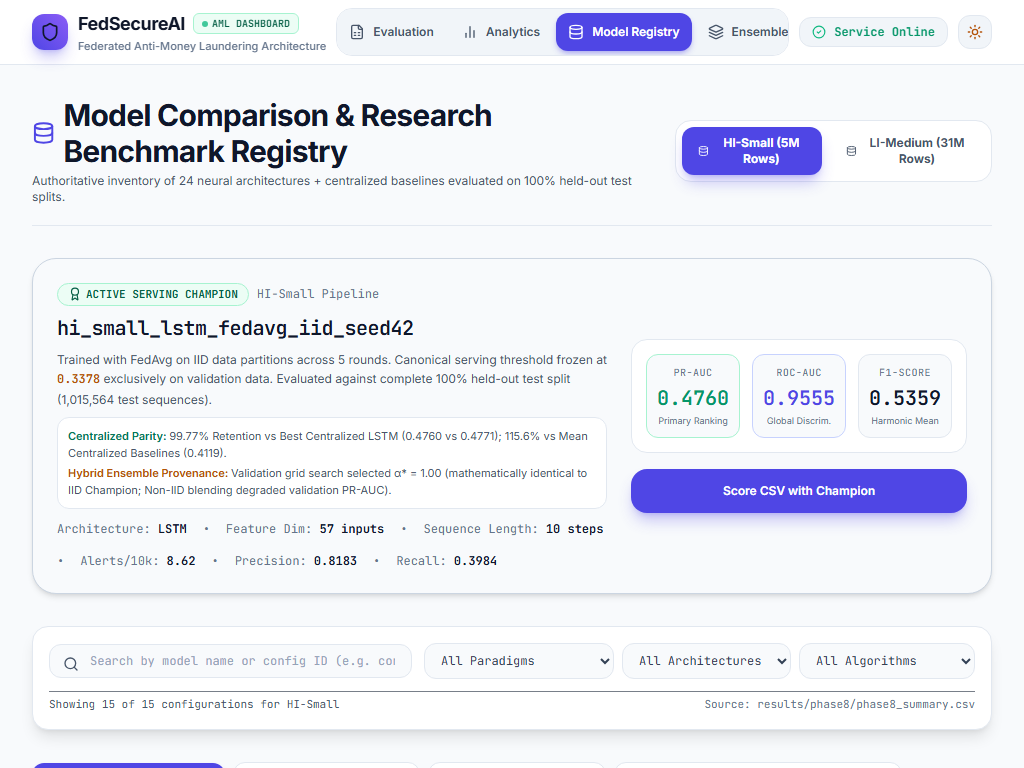 FedSecureAI
AML DASHBOARD
Federated Anti-Money Laundering Architecture
Evaluation
Analytics
Model Registry
Ensemble
Service Online
Model Comparison & Research
Benchmark Registry
Authoritative inventory of 24 neural architectures + centralized baselines evaluated on 100% held-out test
splits.
HI-Small (5M
Rows)
LI-Medium (31M
Rows)
ACTIVE SERVING CHAMPION
HI-Small Pipeline
hi_small_lstm_fedavg_iid_seed42
Trained with FedAvg on IID data partitions across 5 rounds. Canonical serving threshold frozen at
0.3378 exclusively on validation data. Evaluated against complete 100% held-out test split
(1,015,564 test sequences).
Centralized Parity: 99.77% Retention vs Best Centralized LSTM (0.4760 vs 0.4771); 115.6% vs Mean
Centralized Baselines (0.4119).
Hybrid Ensemble Provenance: Validation grid search selected α* = 1.00 (mathematically identical to
IID Champion; Non-IID blending degraded validation PR-AUC).
Architecture: LSTM • Feature Dim: 57 inputs • Sequence Length: 10 steps
• Alerts/10k: 8.62 • Precision: 0.8183 • Recall: 0.3984
PR-AUC
0.4760
Primary Ranking
ROC-AUC
0.9555
Global Discrim.
F1-SCORE
0.5359
Harmonic Mean
Score CSV with Champion
Search by model name or config ID (e.g. cor
All Paradigms
All Architectures
All Algorithms
Showing 15 of 15 configurations for HI-Small
Source: results/phase8/phase8_summary.csv